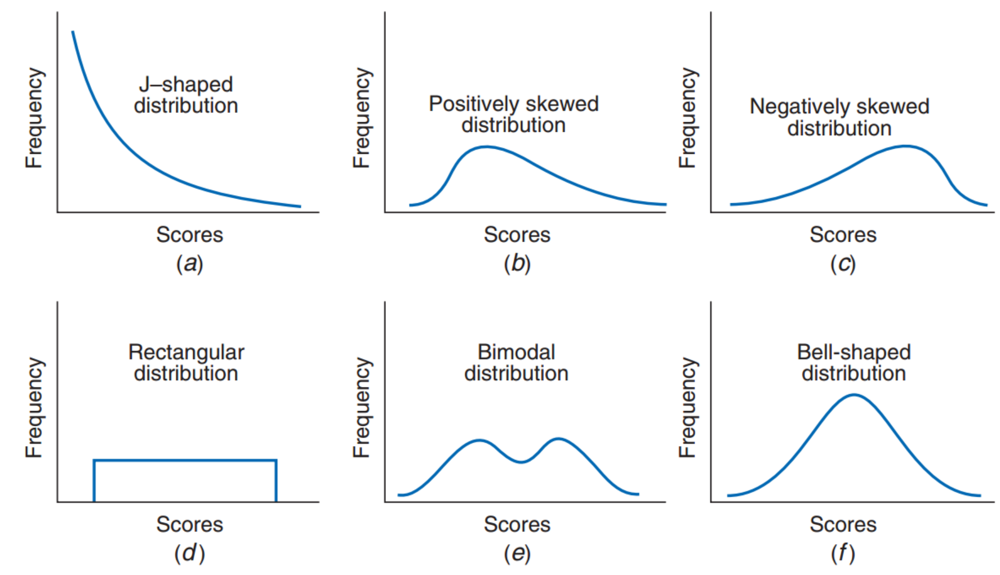 Frequency
J–shaped
distribution
Scores
(a)
Frequency
Positively skewed
distribution
Scores
(b)
Frequency
Negatively skewed
distribution
Scores
(c)
Frequency
Rectangular
distribution
Scores
(d)
Frequency
Bimodal
distribution
Scores
(e)
Frequency
Bell-shaped
distribution
Scores
(f)